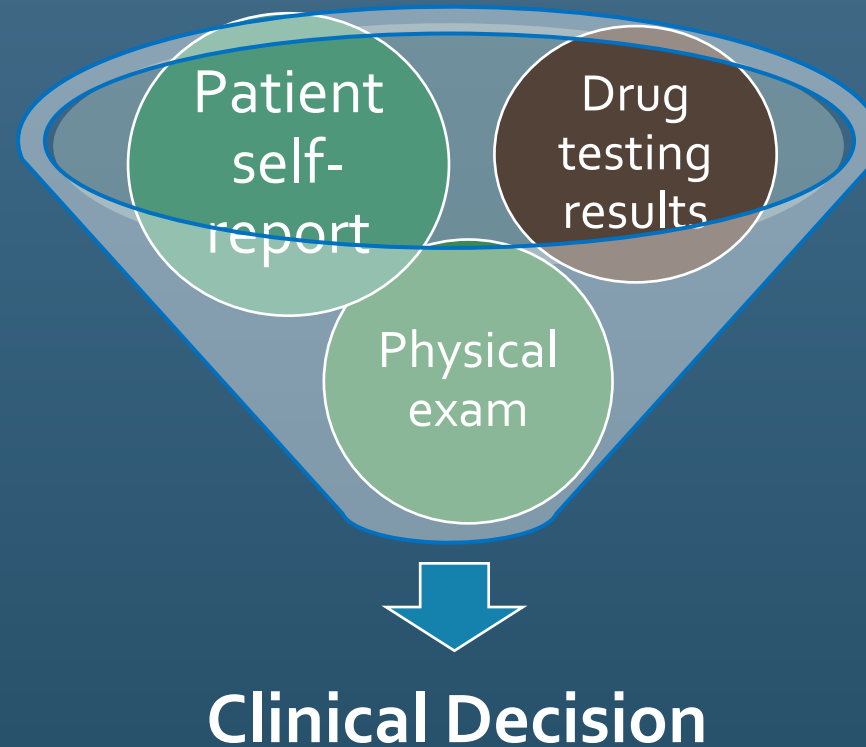 Patient
self-
report
Drug
testing
results
Physical
exam
Clinical Decision